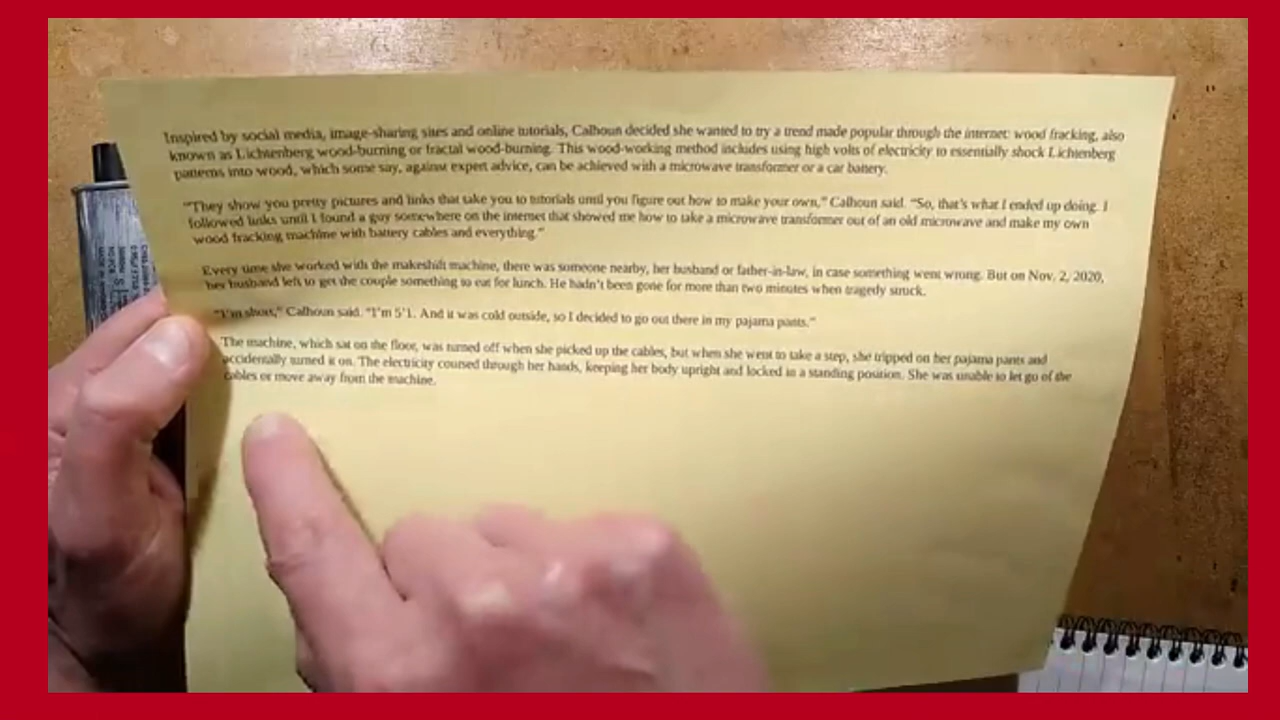 Inspired by social media, image-sharing sites and online tutorials, Calhoun decided she wanted to try a trend made popular through the internet: wood fracking, also
known as Lichtenberg wood-burning or fractal wood-burning. This wood-working method includes using high volts of electricity to essentially shock Lichtenberg
patterns into wood, which some say, against expert advice, can be achieved with a microwave transformer or a car battery.
"They show you pretty pictures and links that take you to tutorials until you figure out how to make your own," Calhoun said. "So, that's what I ended up doing. I
followed links until I found a guy somewhere on the internet that showed me how to take a microwave transformer out of an old microwave and make my own
wood fracking machine with battery cables and everything."
Every time she worked with the makeshift machine, there was someone nearby, her husband or father-in-law, in case something went wrong. But on Nov. 2, 2020,
her husband left to get the couple something to eat for lunch. He hadn't been gone for more than two minutes when tragedy struck.
"I'm short," Calhoun said. "I'm 5'1. And it was cold outside, so I decided to go out there in my pajama pants."
The machine, which sat on the floor, was turned off when she picked up the cables, but when she went to take a step, she tripped on her pajama pants and
accidentally turned it on. The electricity coursed through her hands, keeping her body upright and locked in a standing position. She was unable to let go of the
cables or move away from the machine.